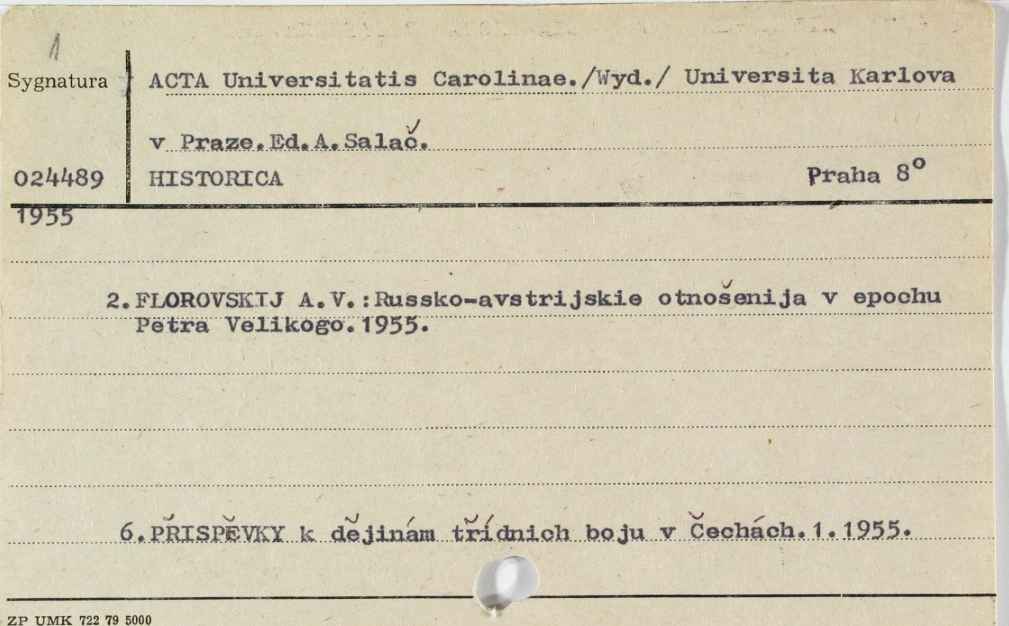 1
Sygnatura
ACTA Universitatis Carolinae./Wyd./ Universita Karlova
v Praze.Ed.A.Salač.
024489
HISTORICA
Praha 8°
1955
2.FLOROVSKIJ A.V.:Russko-avstrijskie otnošenija v epochu
Petra Velikogo.1955.
6.PŘISPĚVKY k dějinám třídnich boju v Čechách.1.1955.
ZP UMK 722 79 5000